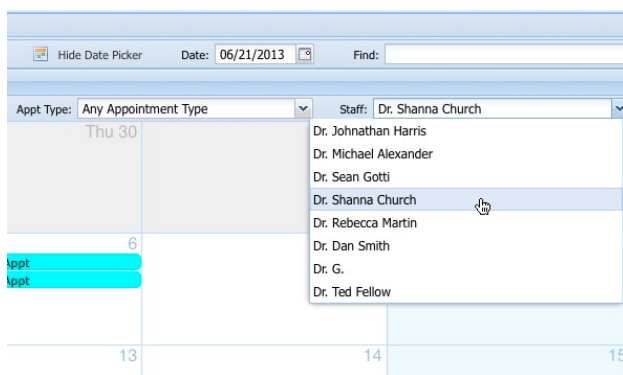 Hide Date Picker Date: 06/21/2013 Find:
Appt Type: Any Appointment Type Staff: Dr. Shanna Church
Thu 30
Dr. Johnathan Harris
Dr. Michael Alexander
Dr. Sean Gotti
Dr. Shanna Church
Dr. Rebecca Martin
6
Dr. Dan Smith
Appt
Dr. G.
Appt
Dr. Ted Fellow
13 14 15